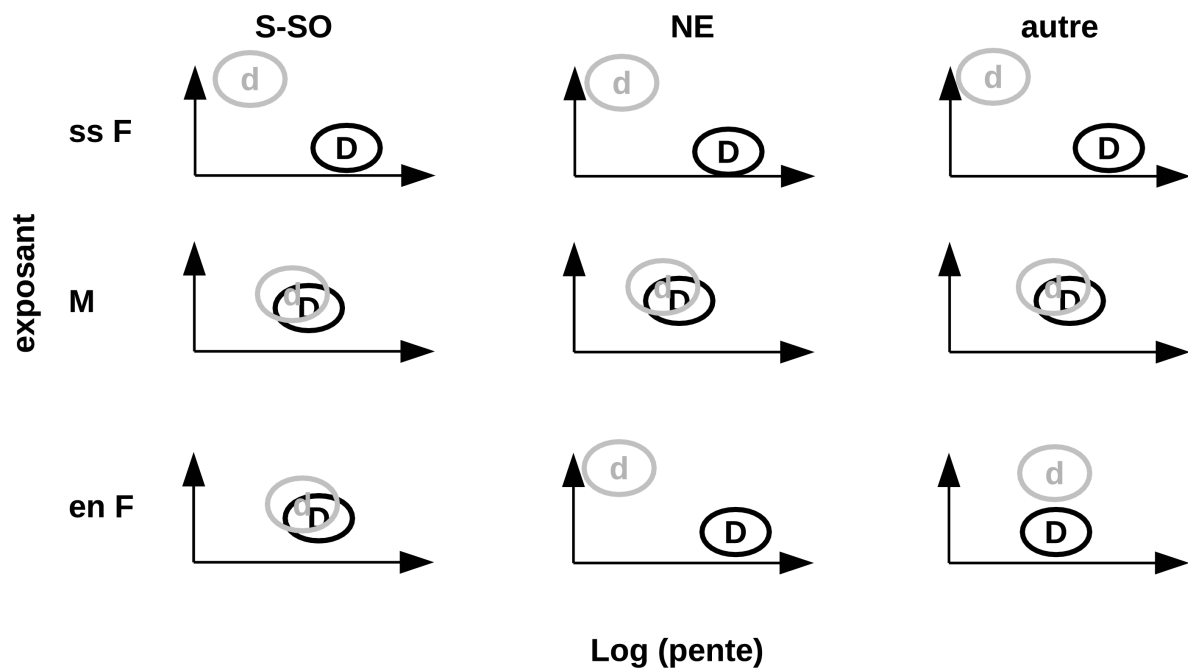 S-SO NE autre
d d d
ss F D D D
exposant
M d D d D d D
d d
en F d D D D
Log (pente)